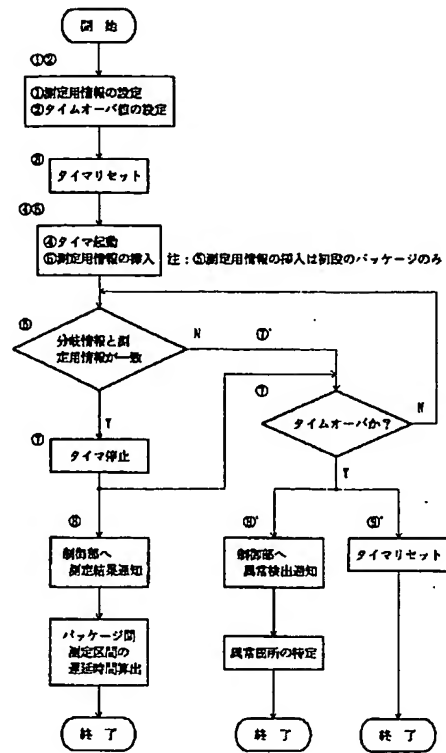 開始
①②
①測定用情報の設定
②タイムオーバ値の設定
③
タイマリセット
④⑤
④タイマ起動
⑤測定用情報の挿入
注：⑤測定用情報の挿入は初段のパッケージのみ
⑥
分岐情報と測
定用情報が一致
N
⑦'
Y
⑦
タイムオーバか？
N
Y
⑦
タイマ停止
⑧
制御部へ
測定結果通知
⑧'
制御部へ
異常検出通知
⑨'
タイマリセット
パッケージ間
測定区間の
遅延時間算出
異常箇所の特定
終了
終了
終了